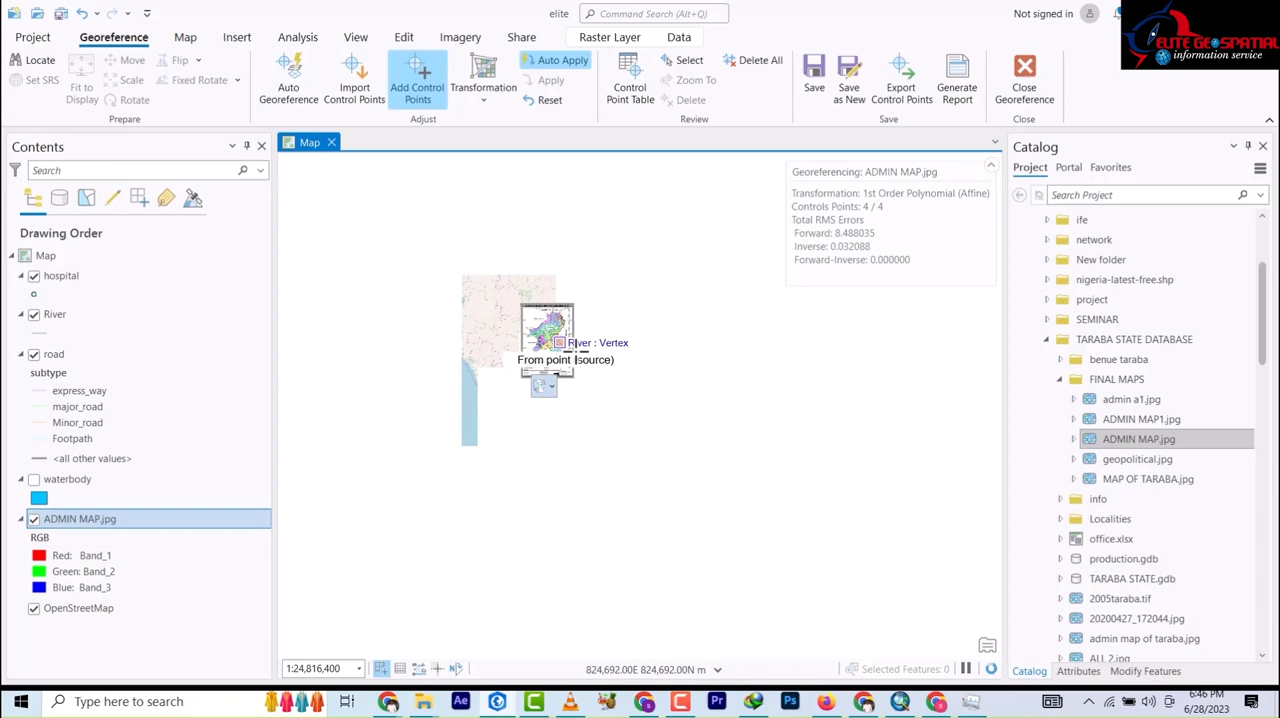 elite
Command Search (Alt+Q)
Not signed in
ELITE GEOSPATIAL
information service
Project Georeference Map Insert Analysis View Edit Imagery Share Raster Layer Data
Locate
Set SRS
Fit to Display
Move
Scale
Rotate
Flip
Fixed Rotate
Prepare
Auto Georeference
Import Control Points
Add Control Points
Transformation
Auto Apply
Apply
Reset
Adjust
Control Point Table
Select
Zoom To
Delete
Delete All
Review
Save
Save as New
Export Control Points
Generate Report
Save
Close Georeference
Close
Contents
Search
Drawing Order
Map
hospital
River
road
subtype
express_way
major_road
Minor_road
Footpath
<all other values>
waterbody
ADMIN MAP.jpg
RGB
Red: Band_1
Green: Band_2
Blue: Band_3
OpenStreetMap
Map
Georeferencing: ADMIN MAP.jpg
Transformation: 1st Order Polynomial (Affine)
Controls Points: 4 / 4
Total RMS Errors
Forward: 8.488035
Inverse: 0.032088
Forward-Inverse: 0.000000
River : Vertex
From point (source)
1:24,816,400
824,692.00E 824,692.00N m
Selected Features: 0
Catalog
Project Portal Favorites
Search Project
ife
network
New folder
nigeria-latest-free.shp
project
SEMINAR
TARABA STATE DATABASE
benue taraba
FINAL MAPS
admin a1.jpg
ADMIN MAP1.jpg
ADMIN MAP.jpg
geopolitical.jpg
MAP OF TARABA.jpg
info
Localities
office.xlsx
production.gdb
TARABA STATE.gdb
2005taraba.tif
20200427_172044.jpg
admin map of taraba.jpg
ALL 2.jpg
Catalog Attributes Modify Features
Type here to search
6:46 PM
6/28/2023